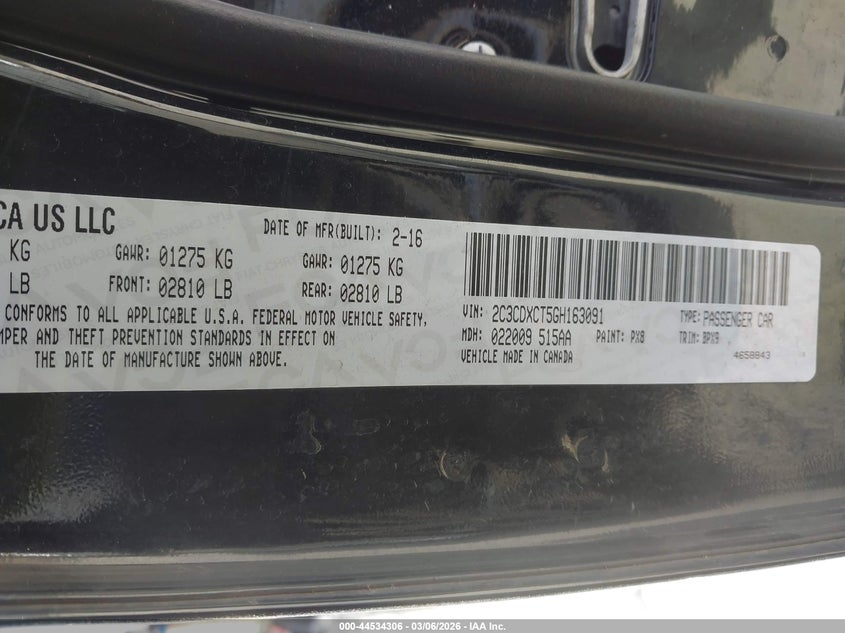 CA US LLC
DATE OF MFR(BUILT): 2-16
KG GAWR: 01275 KG GAWR: 01275 KG
LB FRONT: 02810 LB REAR: 02810 LB
CONFORMS TO ALL APPLICABLE U.S.A. FEDERAL MOTOR VEHICLE SAFETY,
MPER AND THEFT PREVENTION STANDARDS IN EFFECT ON
THE DATE OF MANUFACTURE SHOWN ABOVE.
VIN: 2C3CDXCT5GH163091 TYPE: PASSENGER CAR
MDH: 022009 515AA PAINT: PX8 TRIM: BPX9
VEHICLE MADE IN CANADA 4658843
000-44534306 - 03/06/2026 - IAA Inc.